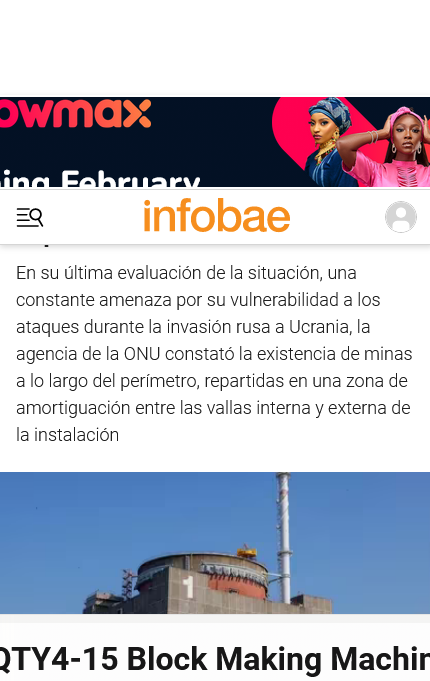 ing February
infobae
En su última evaluación de la situación, una
constante amenaza por su vulnerabilidad a los
ataques durante la invasión rusa a Ucrania, la
agencia de la ONU constató la existencia de minas
a lo largo del perímetro, repartidas en una zona de
amortiguación entre las vallas interna y externa de
la instalación
1
QTY4-15 Block Making Machin